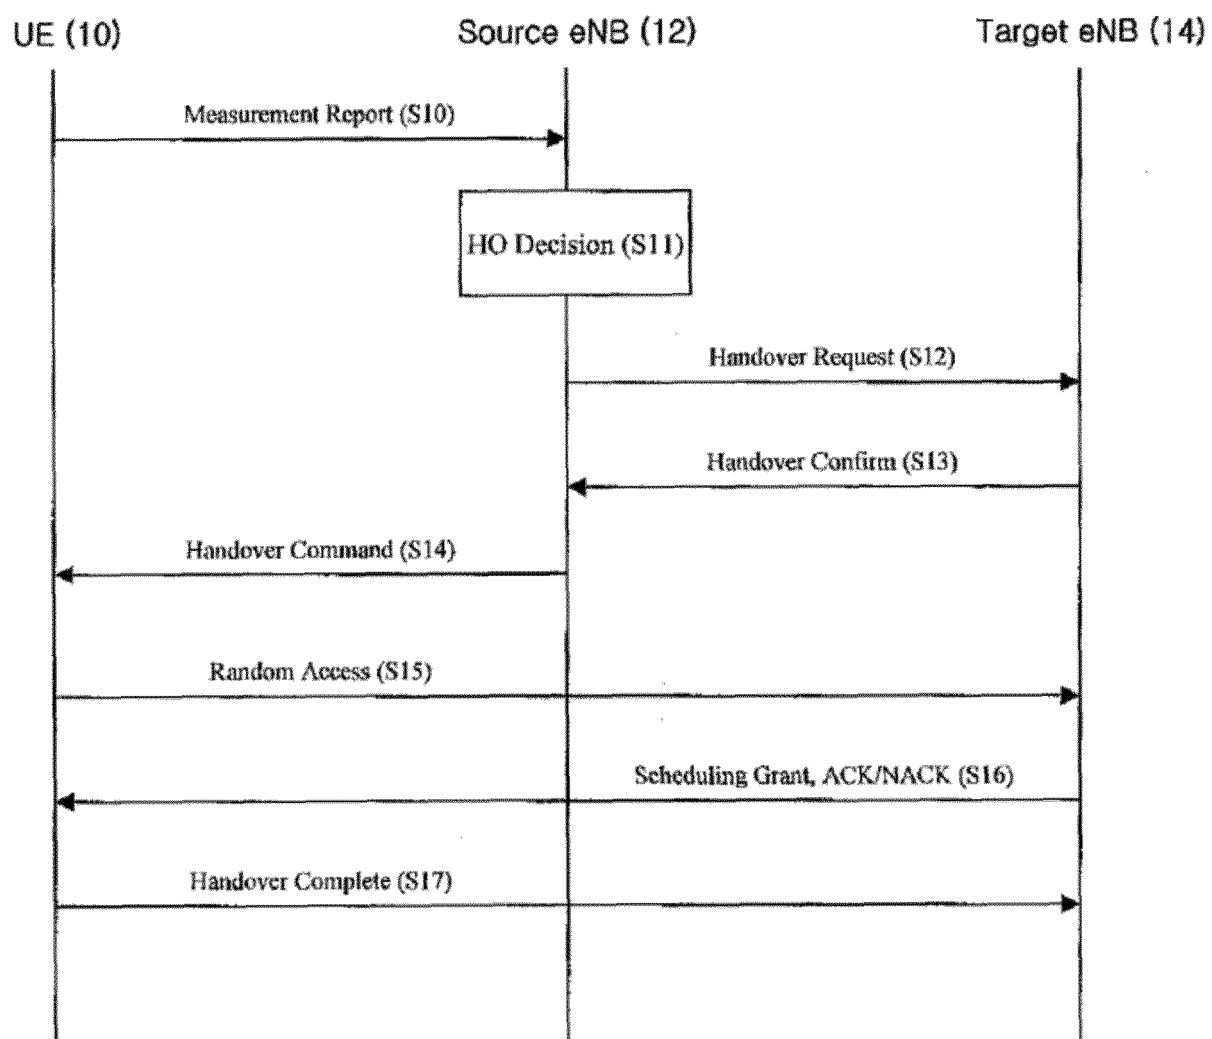 UE (10)
Source eNB (12)
Target eNB (14)
Measurement Report (S10)
HO Decision (S11)
Handover Request (S12)
Handover Confirm (S13)
Handover Command (S14)
Random Access (S15)
Scheduling Grant, ACK/NACK (S16)
Handover Complete (S17)